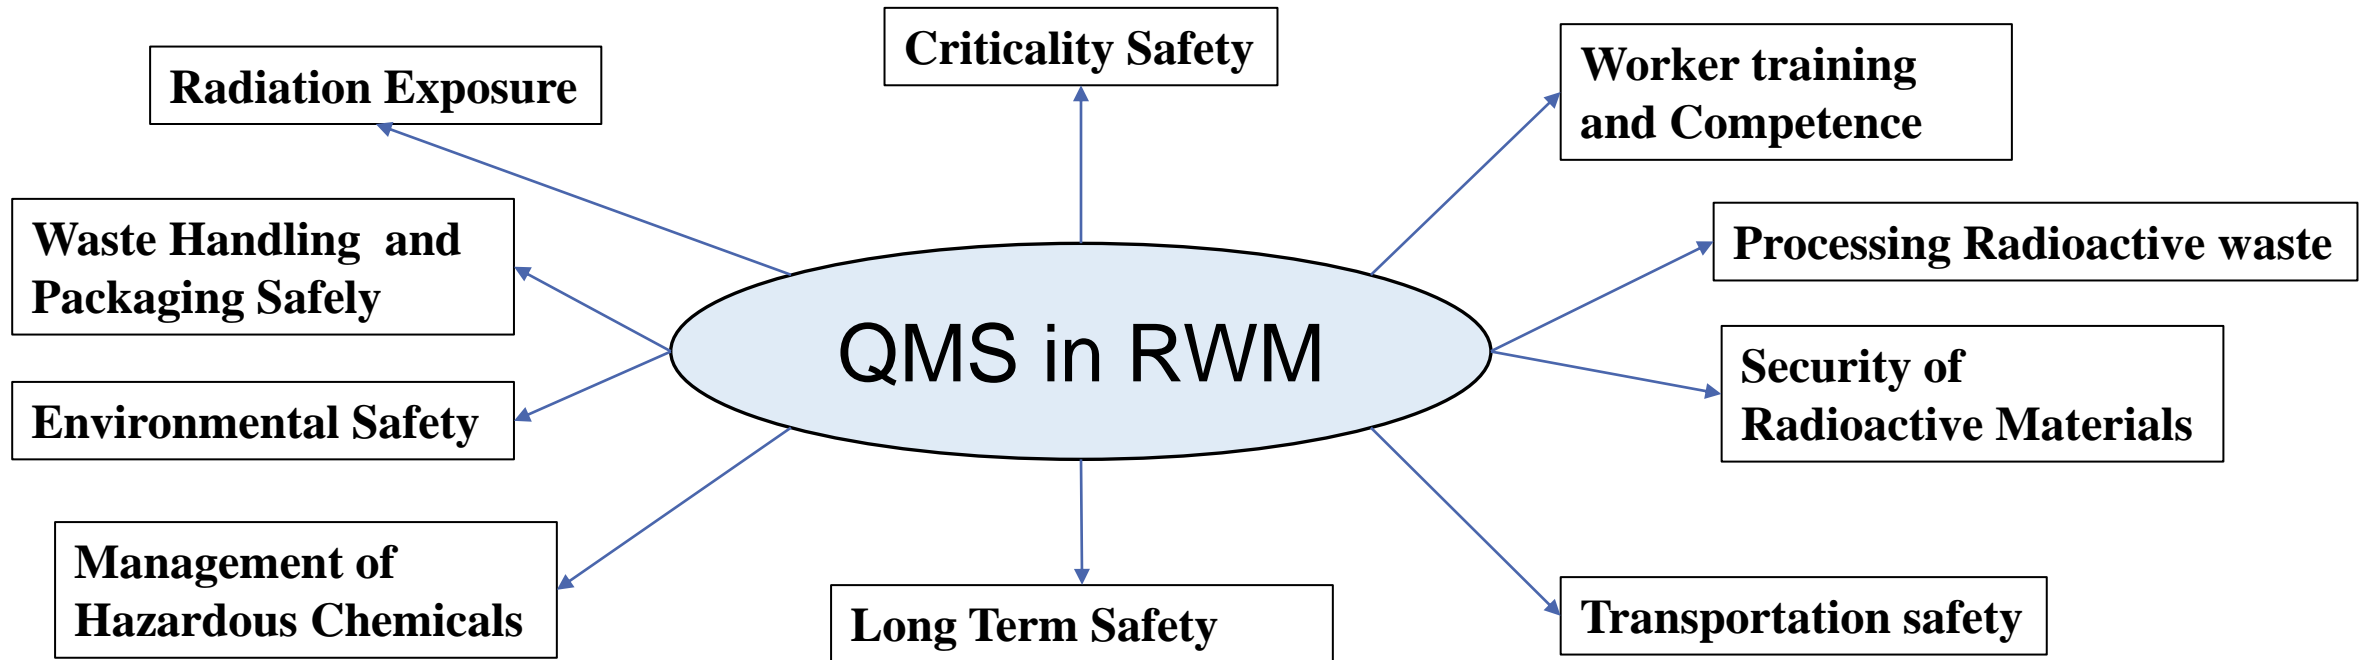 Criticality Safety
Radiation Exposure
Worker training
and Competence
Waste Handling  and
Packaging Safely
Processing Radioactive waste
QMS in RWM
Security of
Radioactive Materials
Environmental Safety
Management of
Hazardous Chemicals
Long Term Safety
Transportation safety